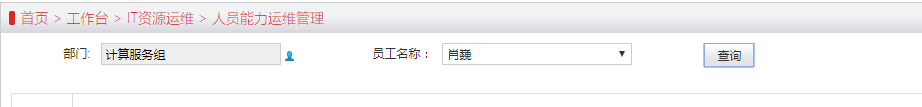 首页 > 工作台 > IT资源运维 > 人员能力运维管理
部门: 计算服务组 员工名称: 肖巍 查询